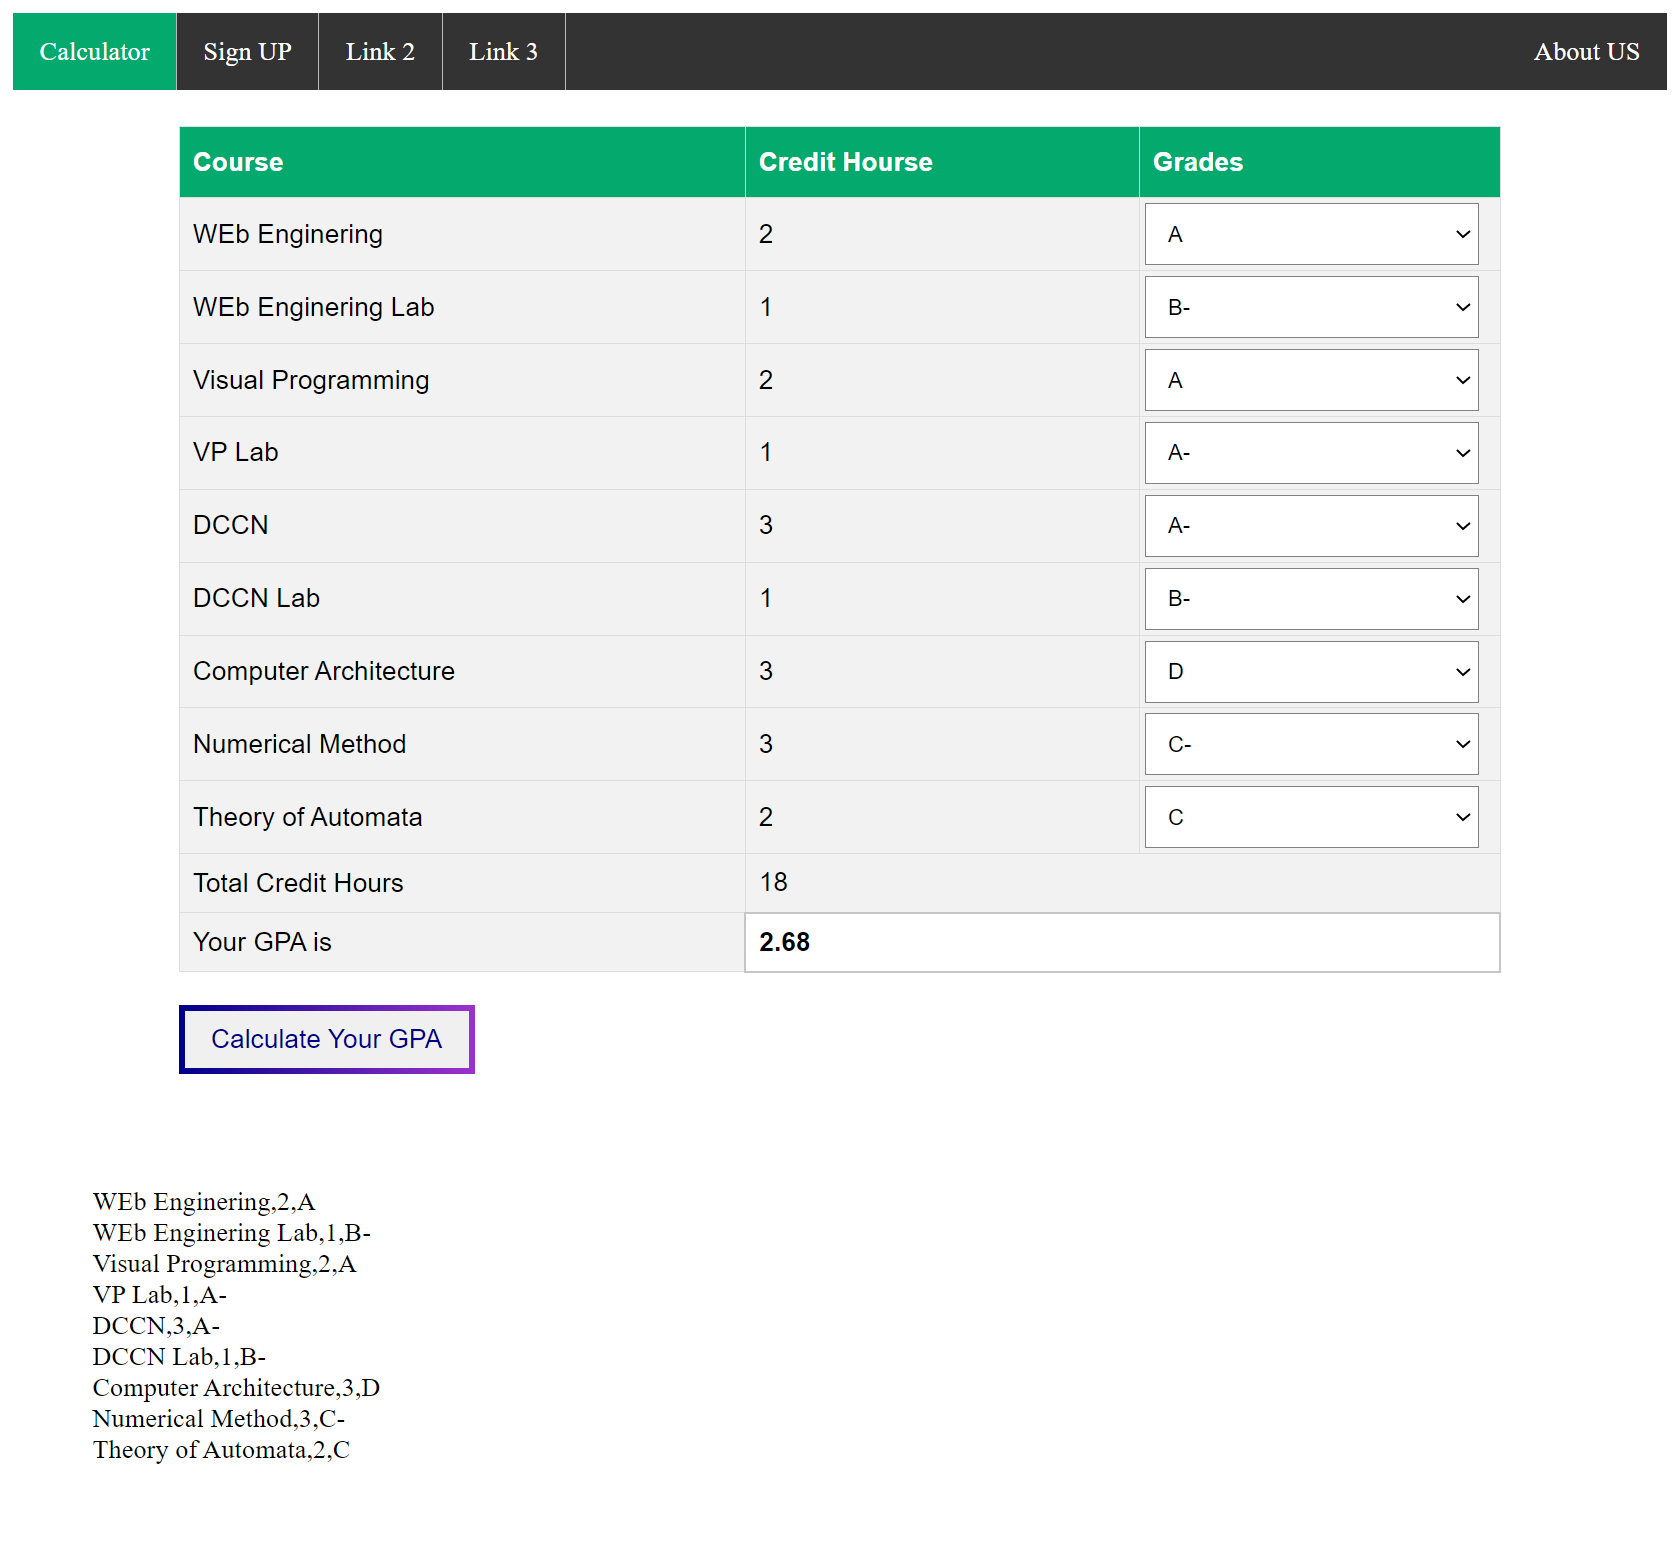 Calculator Sign UP Link 2 Link 3 About US
Course Credit Hourse Grades
WEb Enginering 2 A
WEb Enginering Lab 1 B-
Visual Programming 2 A
VP Lab 1 A-
DCCN 3 A-
DCCN Lab 1 B-
Computer Architecture 3 D
Numerical Method 3 C-
Theory of Automata 2 C
Total Credit Hours 18
Your GPA is 2.68
Calculate Your GPA
WEb Enginering,2,A
WEb Enginering Lab,1,B-
Visual Programming,2,A
VP Lab,1,A-
DCCN,3,A-
DCCN Lab,1,B-
Computer Architecture,3,D
Numerical Method,3,C-
Theory of Automata,2,C